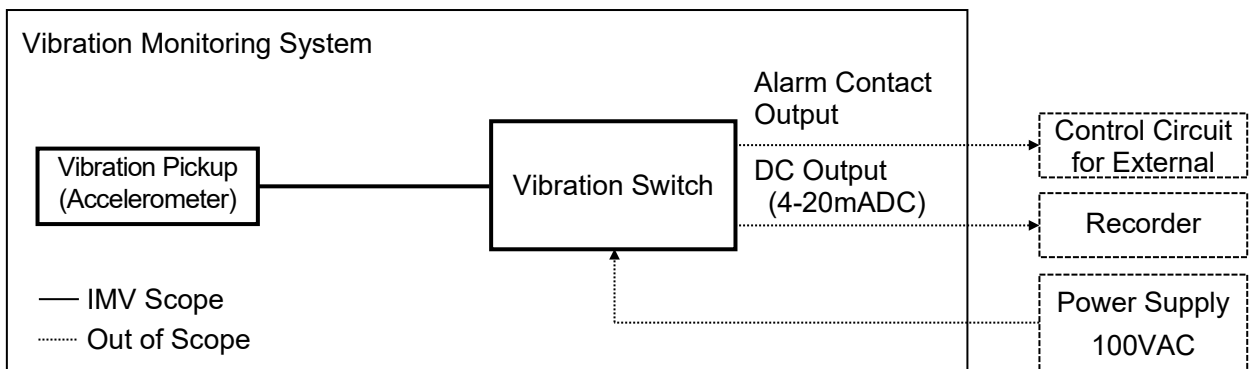 Vibration Monitoring System
Alarm Contact
Output
Control Circuit
for External
Vibration Pickup
(Accelerometer)
Vibration Switch
DC Output
(4-20mADC)
Recorder
IMV Scope
Out of Scope
Power Supply
100VAC